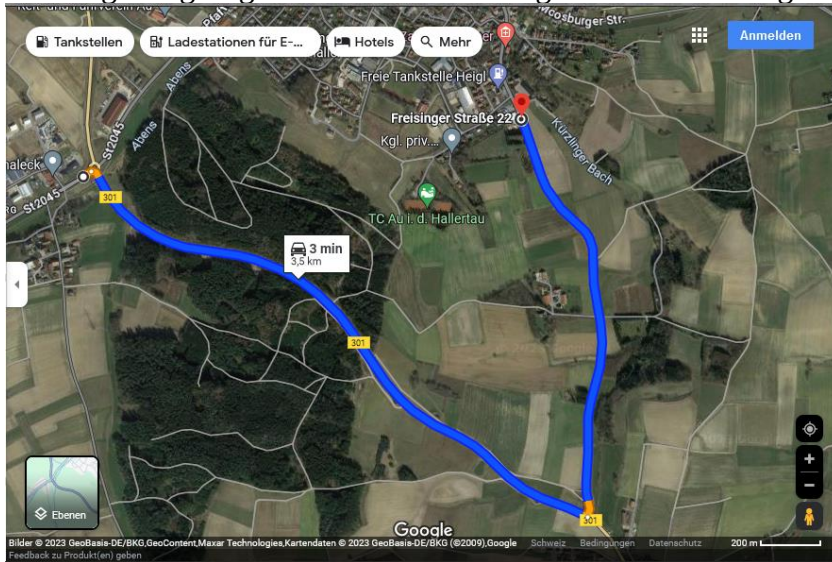 Tankstellen
Ladestationen für E-...
Hotels
Mehr
Anmelden
Freie Tankstelle Heigl
Freisinger Straße 22
Kgl. priv....
Kürzlinger Bach
TC Au i. d. Hallertau
Abens
Abens
St2045
St2045
301
3 min
3,5 km
301
301
Ebenen
Google
Bilder © 2023 GeoBasis-DE/BKG,GeoContent,Maxar Technologies,Kartendaten © 2023 GeoBasis-DE/BKG (©2009),Google Schweiz Bedingungen Datenschutz 200 m
Feedback zu Produkt(en) geben